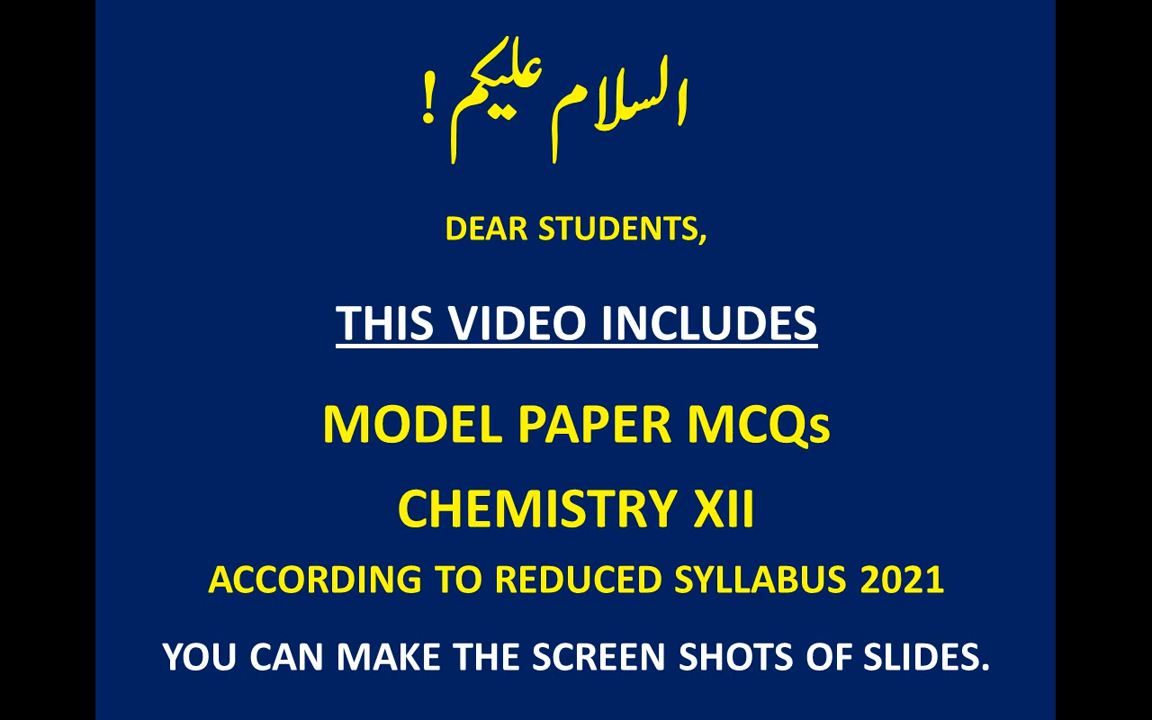 السلام علیکم !
DEAR STUDENTS,
THIS VIDEO INCLUDES
MODEL PAPER MCQs
CHEMISTRY XII
ACCORDING TO REDUCED SYLLABUS 2021
YOU CAN MAKE THE SCREEN SHOTS OF SLIDES.